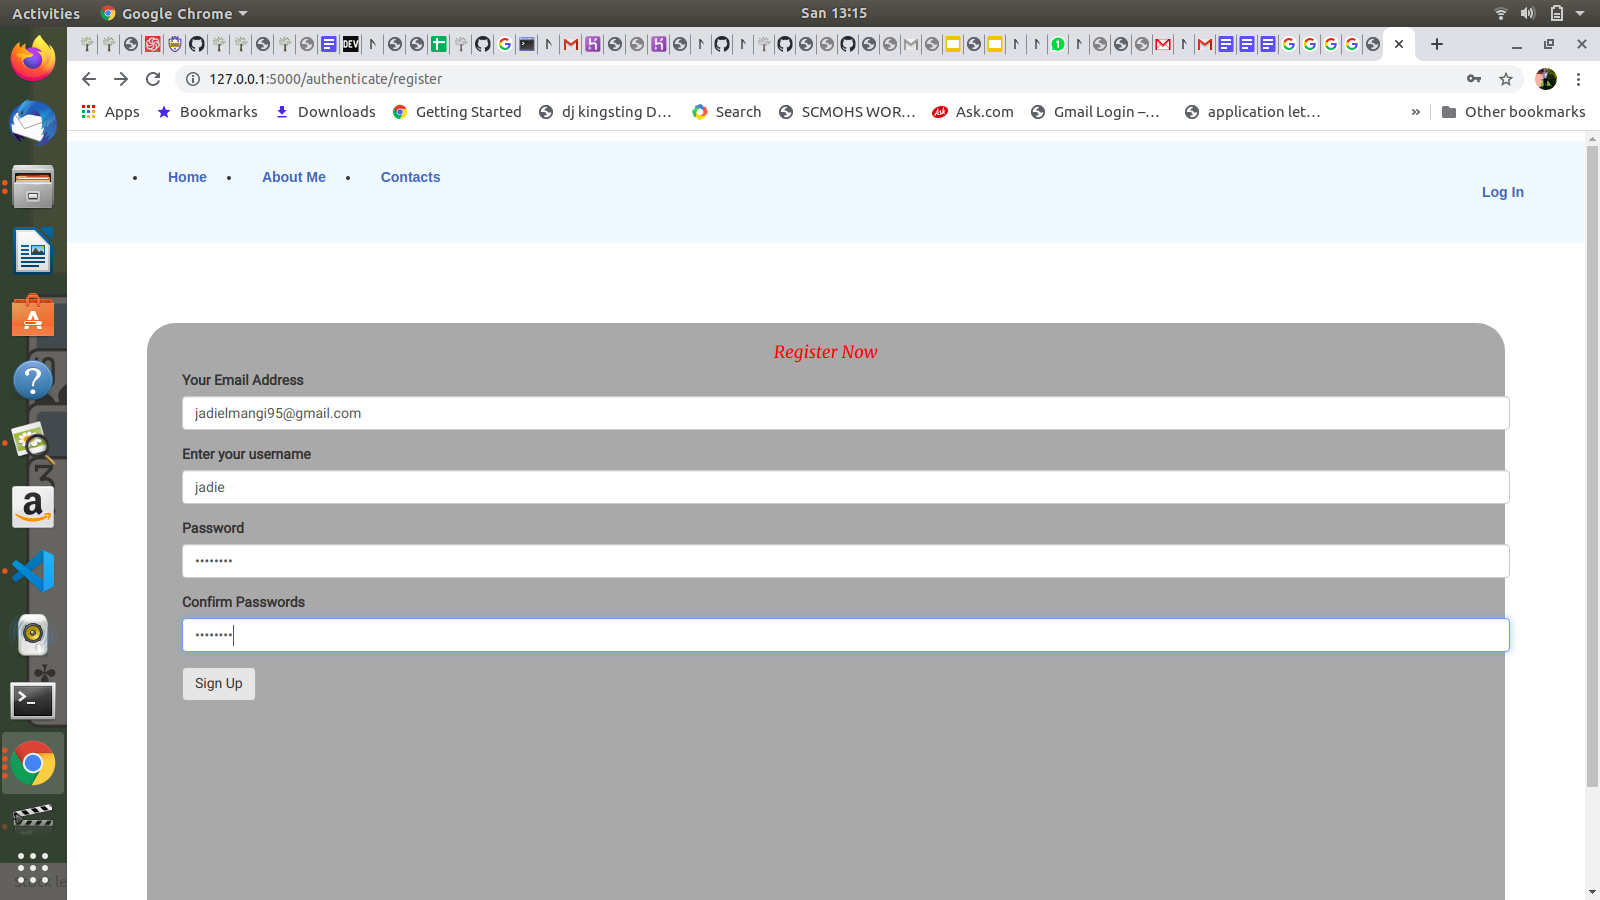 Activities Google Chrome San 13:15
127.0.0.1:5000/authenticate/register
Apps Bookmarks Downloads Getting Started dj kingsting D... Search SCMOHS WOR... Ask.com Gmail Login –... application let... » Other bookmarks
Home About Me Contacts
Log In
Register Now
Your Email Address
jadielmangi95@gmail.com
Enter your username
jadie
Password
••••••••
Confirm Passwords
••••••••
Sign Up